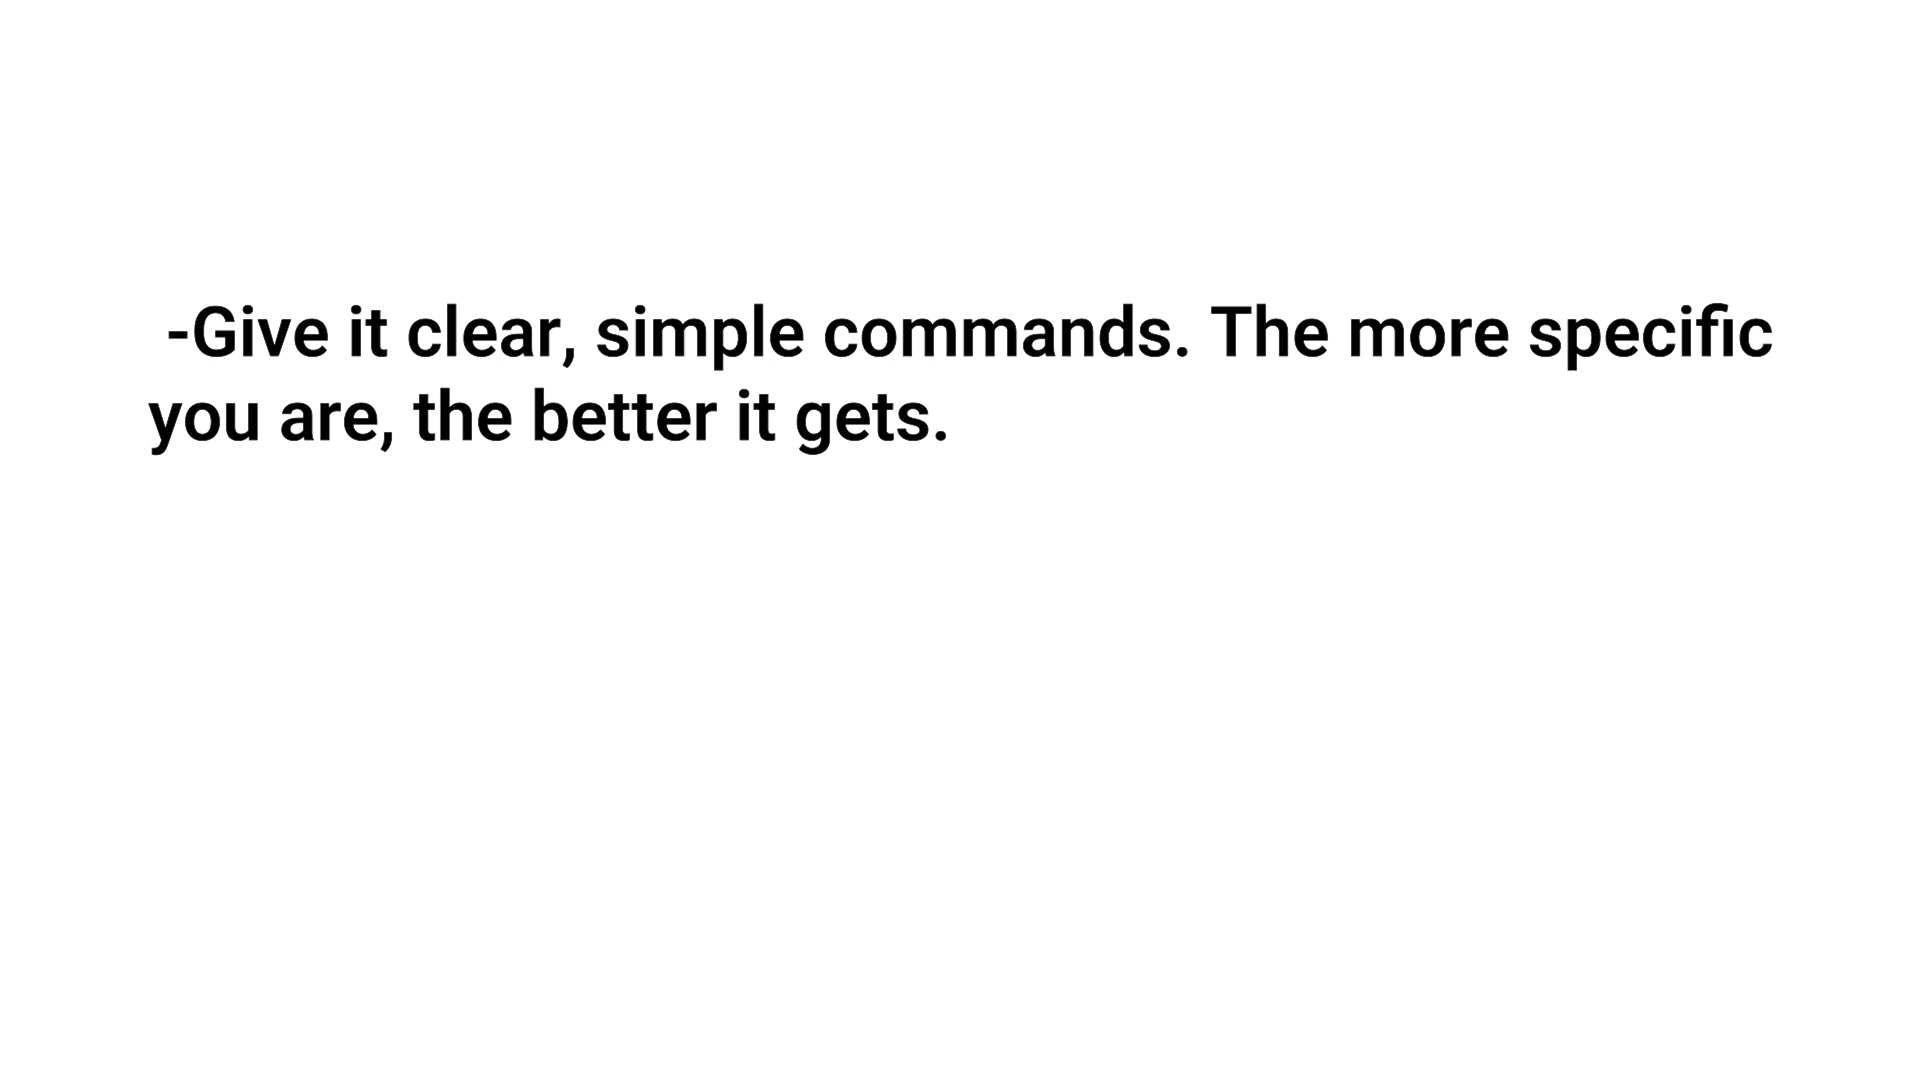 -Give it clear, simple commands. The more specific
you are, the better it gets.